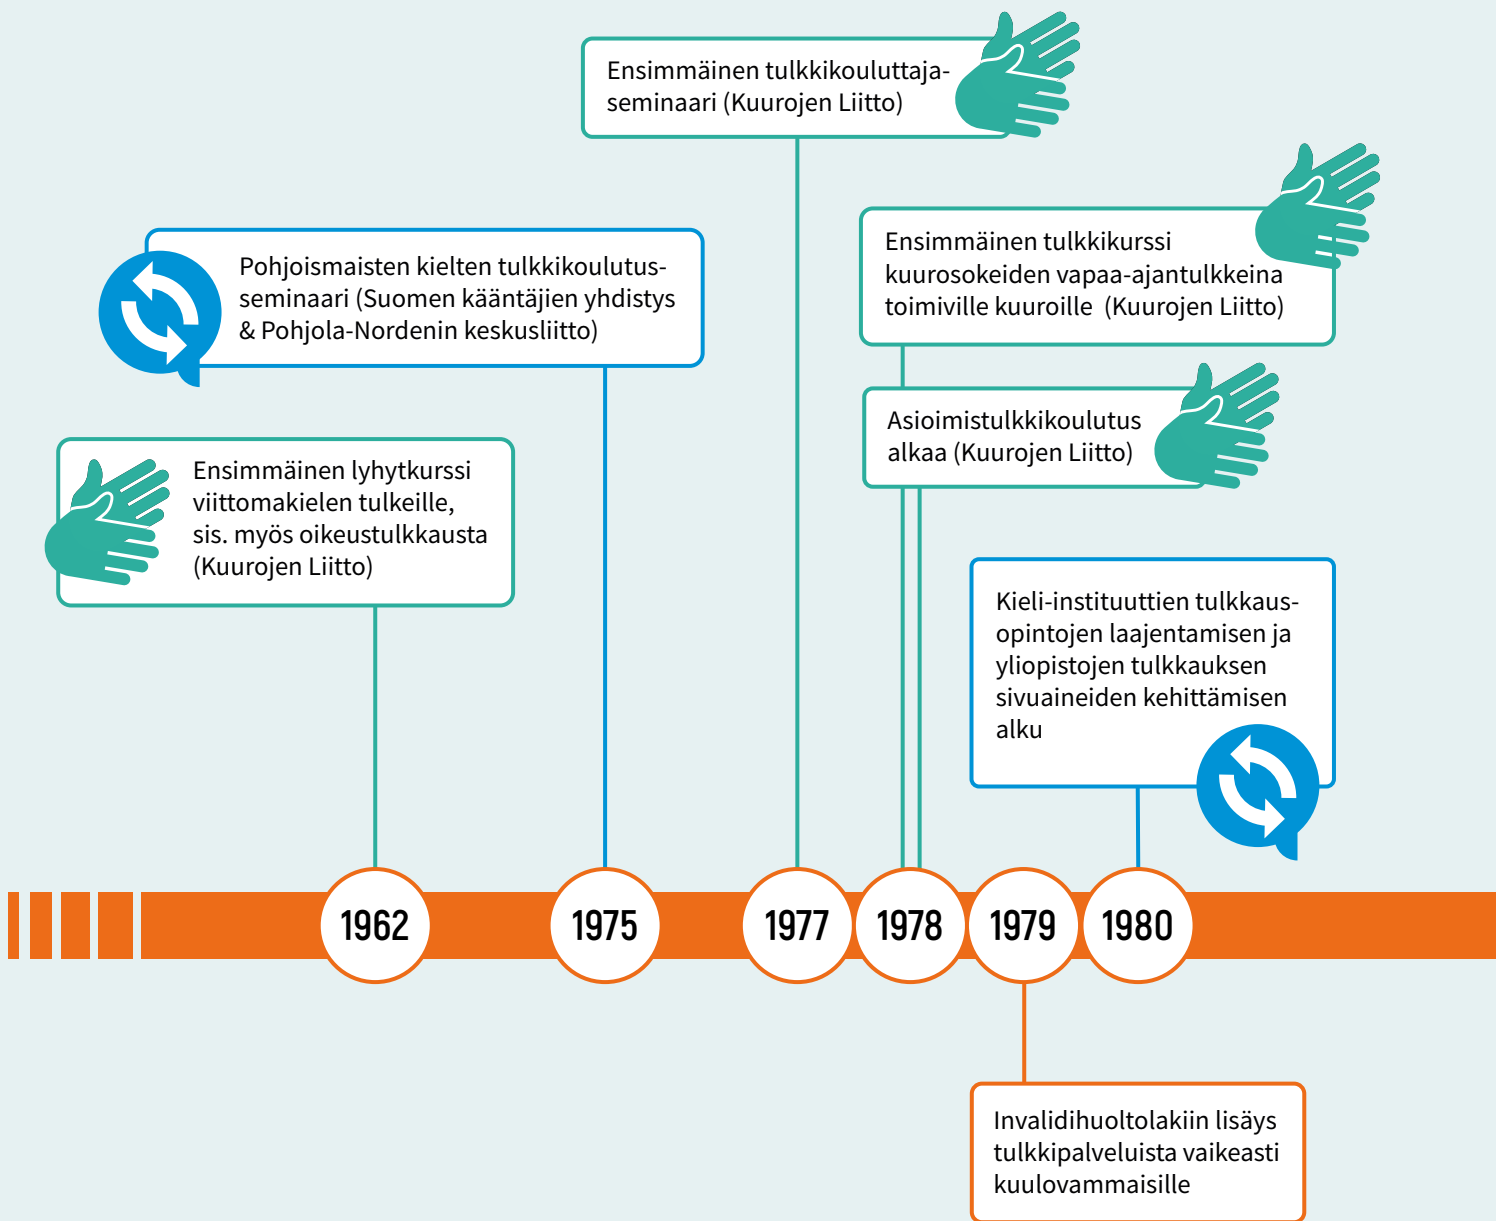 Ensimmäinen tulkkikouluttaja-
seminaari (Kuurojen Liitto)
Ensimmäinen tulkkikurssi
kuurosokeiden vapaa-ajantulkkeina
toimiville kuuroille (Kuurojen Liitto)
Pohjoismaisten kielten tulkkikoulutus-
seminaari (Suomen kääntäjien yhdistys
& Pohjola-Nordenin keskusliitto)
Asioimistulkkikoulutus
alkaa (Kuurojen Liitto)
Ensimmäinen lyhytkurssi
viittomakielen tulkeille,
sis. myös oikeustulkkausta
(Kuurojen Liitto)
Kieli-instituuttien tulkkaus-
opintojen laajentamisen ja
yliopistojen tulkkauksen
sivuaineiden kehittämisen
alku
1962
1975
1977
1978
1979
1980
Invalidihuoltolakiin lisäys
tulkkipalveluista vaikeasti
kuulovammaisille